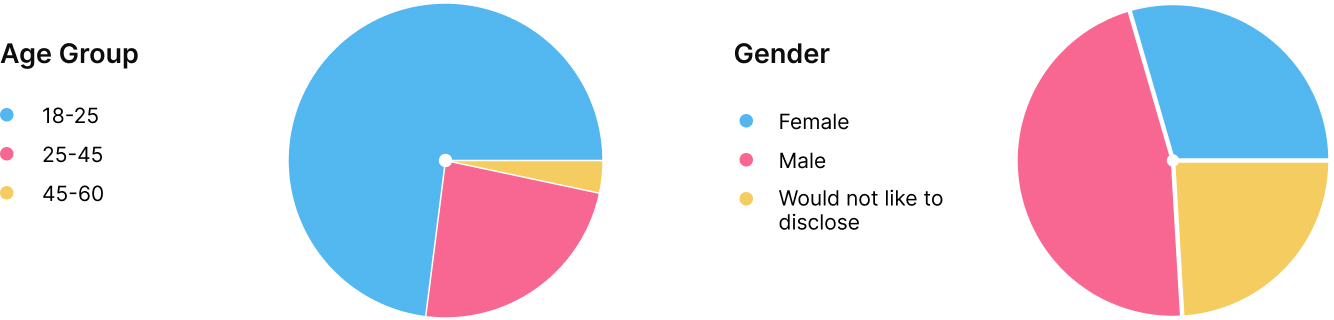 Age Group
18-25
25-45
45-60
Gender
Female
Male
Would not like to
disclose